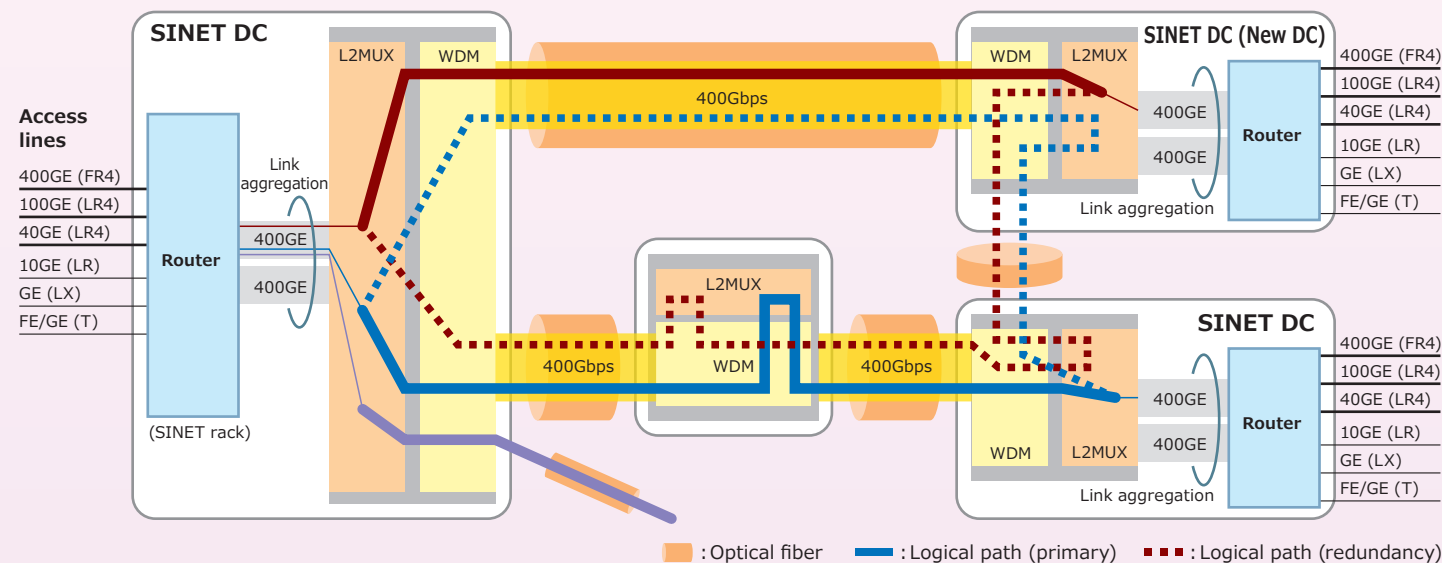 SINET DC
L2MUX
WDM
Access
lines
400GE (FR4)
100GE (LR4)
40GE (LR4)
10GE (LR)
GE (LX)
FE/GE (T)
Router
(SINET rack)
Link
aggregation
400GE
400GE
400Gbps
400Gbps
L2MUX
WDM
400Gbps
SINET DC (New DC)
WDM
L2MUX
400GE
400GE
Link aggregation
Router
400GE (FR4)
100GE (LR4)
40GE (LR4)
10GE (LR)
GE (LX)
FE/GE (T)
SINET DC
WDM
L2MUX
400GE
400GE
Link aggregation
Router
400GE (FR4)
100GE (LR4)
40GE (LR4)
10GE (LR)
GE (LX)
FE/GE (T)
: Optical fiber
: Logical path (primary)
: Logical path (redundancy)